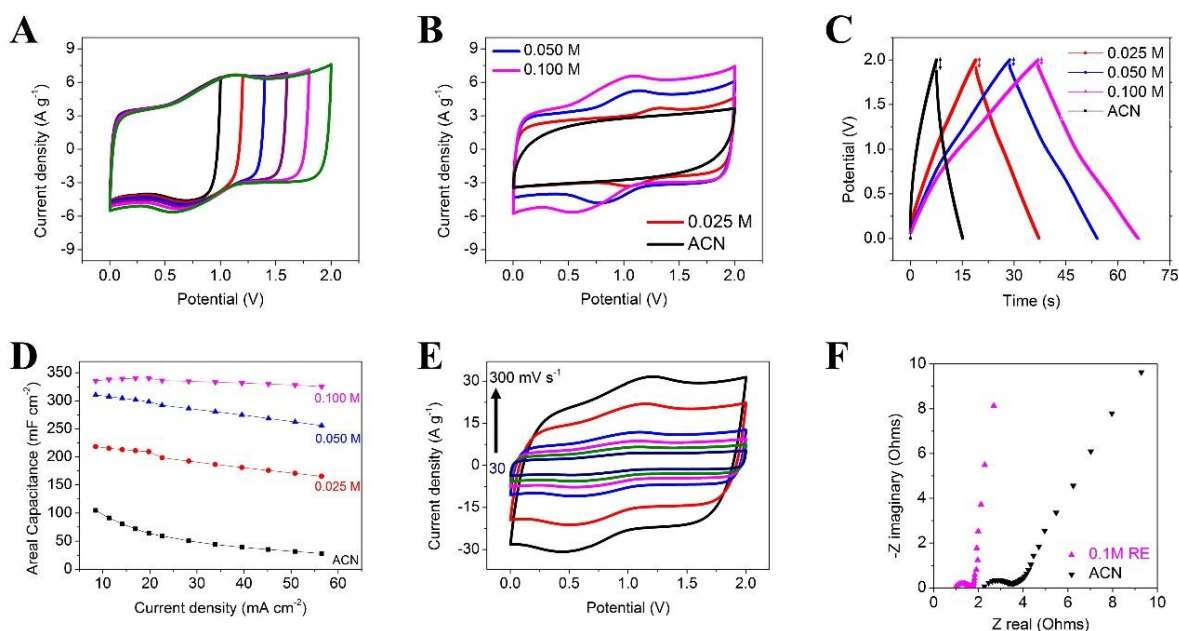 A
Current density (A g⁻¹)
9
6
3
0
-3
-6
-9
0.0 0.5 1.0 1.5 2.0
Potential (V)
B
Current density (A g⁻¹)
9
6
3
0
-3
-6
-9
0.050 M
0.100 M
0.025 M
ACN
0.0 0.5 1.0 1.5 2.0
Potential (V)
C
Potential (V)
2.0
1.5
1.0
0.5
0.0
0.025 M
0.050 M
0.100 M
ACN
0 15 30 45 60 75
Time (s)
D
Areal Capacitance (mF cm⁻²)
350
300
250
200
150
100
50
0
0.100 M
0.050 M
0.025 M
ACN
10 20 30 40 50 60
Current density (mA cm⁻²)
E
Current density (A g⁻¹)
30
15
0
-15
-30
300 mV s⁻¹
30
0.0 0.5 1.0 1.5 2.0
Potential (V)
F
-Z imaginary (Ohms)
10
8
6
4
2
0
0.1M RE
ACN
0 2 4 6 8 10
Z real (Ohms)